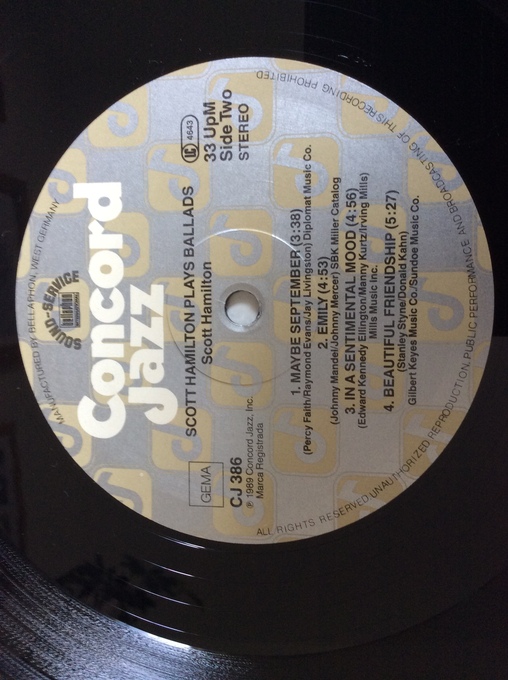 MANUFACTURED BY BELLAPHON, WEST GERMANY
SOUND-SERVICE
Concord
Jazz
SCOTT HAMILTON PLAYS BALLADS
Scott Hamilton
GEMA
CJ 386
℗ 1989 Concord Jazz, Inc.
Marca Registrada
LC 4643
33 UpM
Side Two
STEREO
1. MAYBE SEPTEMBER (3:38)
(Percy Faith/Raymond Evans/Jay Livingston) Diplomat Music Co.
2. EMILY (4:53)
(Johnny Mandel/Johnny Mercer) SBK Miller Catalog
3. IN A SENTIMENTAL MOOD (4:56)
(Edward Kennedy Ellington/Manny Kurtz/Irving Mills)
Mills Music Inc.
4. BEAUTIFUL FRIENDSHIP (5:27)
(Stanley Styne/Donald Kahn)
Gilbert Keyes Music Co./Sundoe Music Co.
ALL RIGHTS RESERVED UNAUTHORIZED REPRODUCTION, PUBLIC PERFORMANCE AND BROADCASTING OF THIS RECORDING PROHIBITED